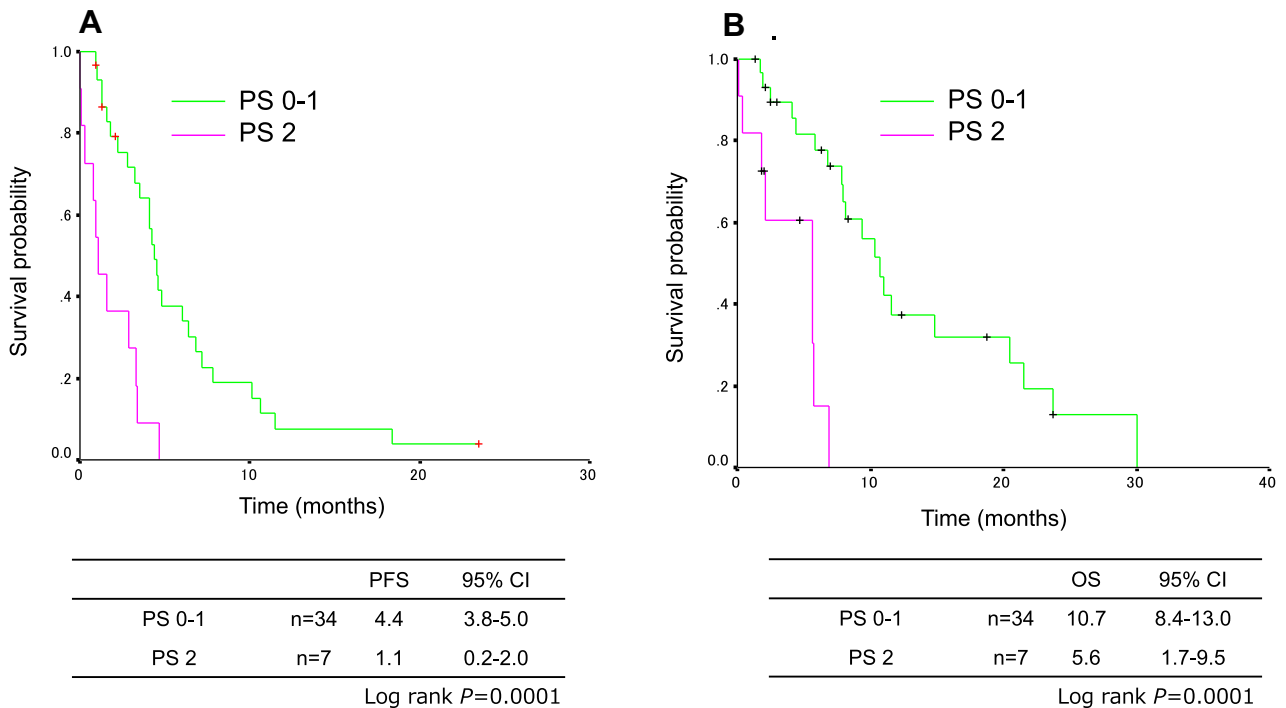 A
1.0
.8
.6
.4
.2
0.0
Survival probability
PS 0-1
PS 2
0
10
20
30
Time (months)
PFS 95% CI
PS 0-1 n=34 4.4 3.8-5.0
PS 2 n=7 1.1 0.2-2.0
Log rank P=0.0001
B
1.0
.8
.6
.4
.2
0.0
Survival probability
PS 0-1
PS 2
0
10
20
30
40
Time (months)
OS 95% CI
PS 0-1 n=34 10.7 8.4-13.0
PS 2 n=7 5.6 1.7-9.5
Log rank P=0.0001